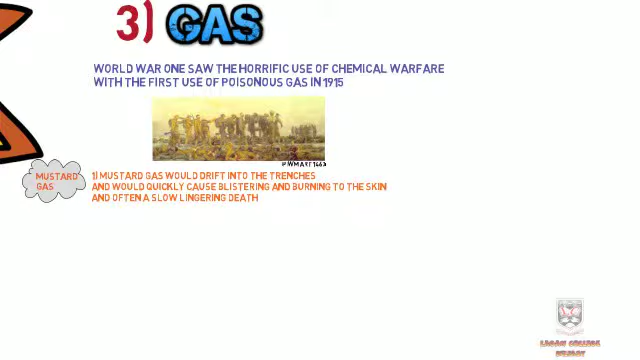 3) GAS
WORLD WAR ONE SAW THE HORRIFIC USE OF CHEMICAL WARFARE
WITH THE FIRST USE OF POISONOUS GAS IN 1915
MUSTARD
GAS
1) MUSTARD GAS WOULD DRIFT INTO THE TRENCHES
AND WOULD QUICKLY CAUSE BLISTERING AND BURNING TO THE SKIN
AND OFTEN A SLOW LINGERING DEATH
LAGAN COLLEGE